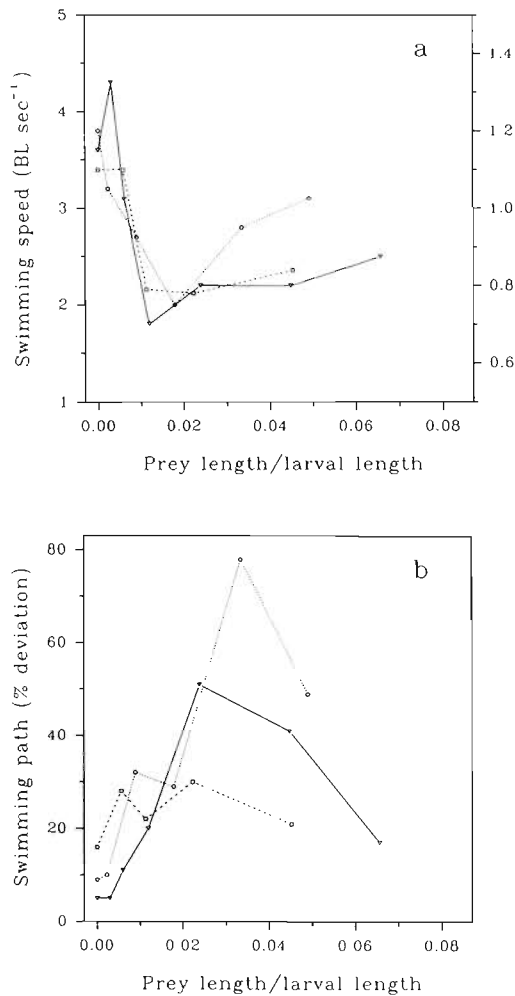 a
Swimming speed (BL sec⁻¹)
5
4
3
2
1
1.4
1.2
1.0
0.8
0.6
0.00 0.02 0.04 0.06 0.08
Prey length/larval length
b
Swimming path (% deviation)
80
60
40
20
0
0.00 0.02 0 04 0 06 0 08
Prey length/larval length